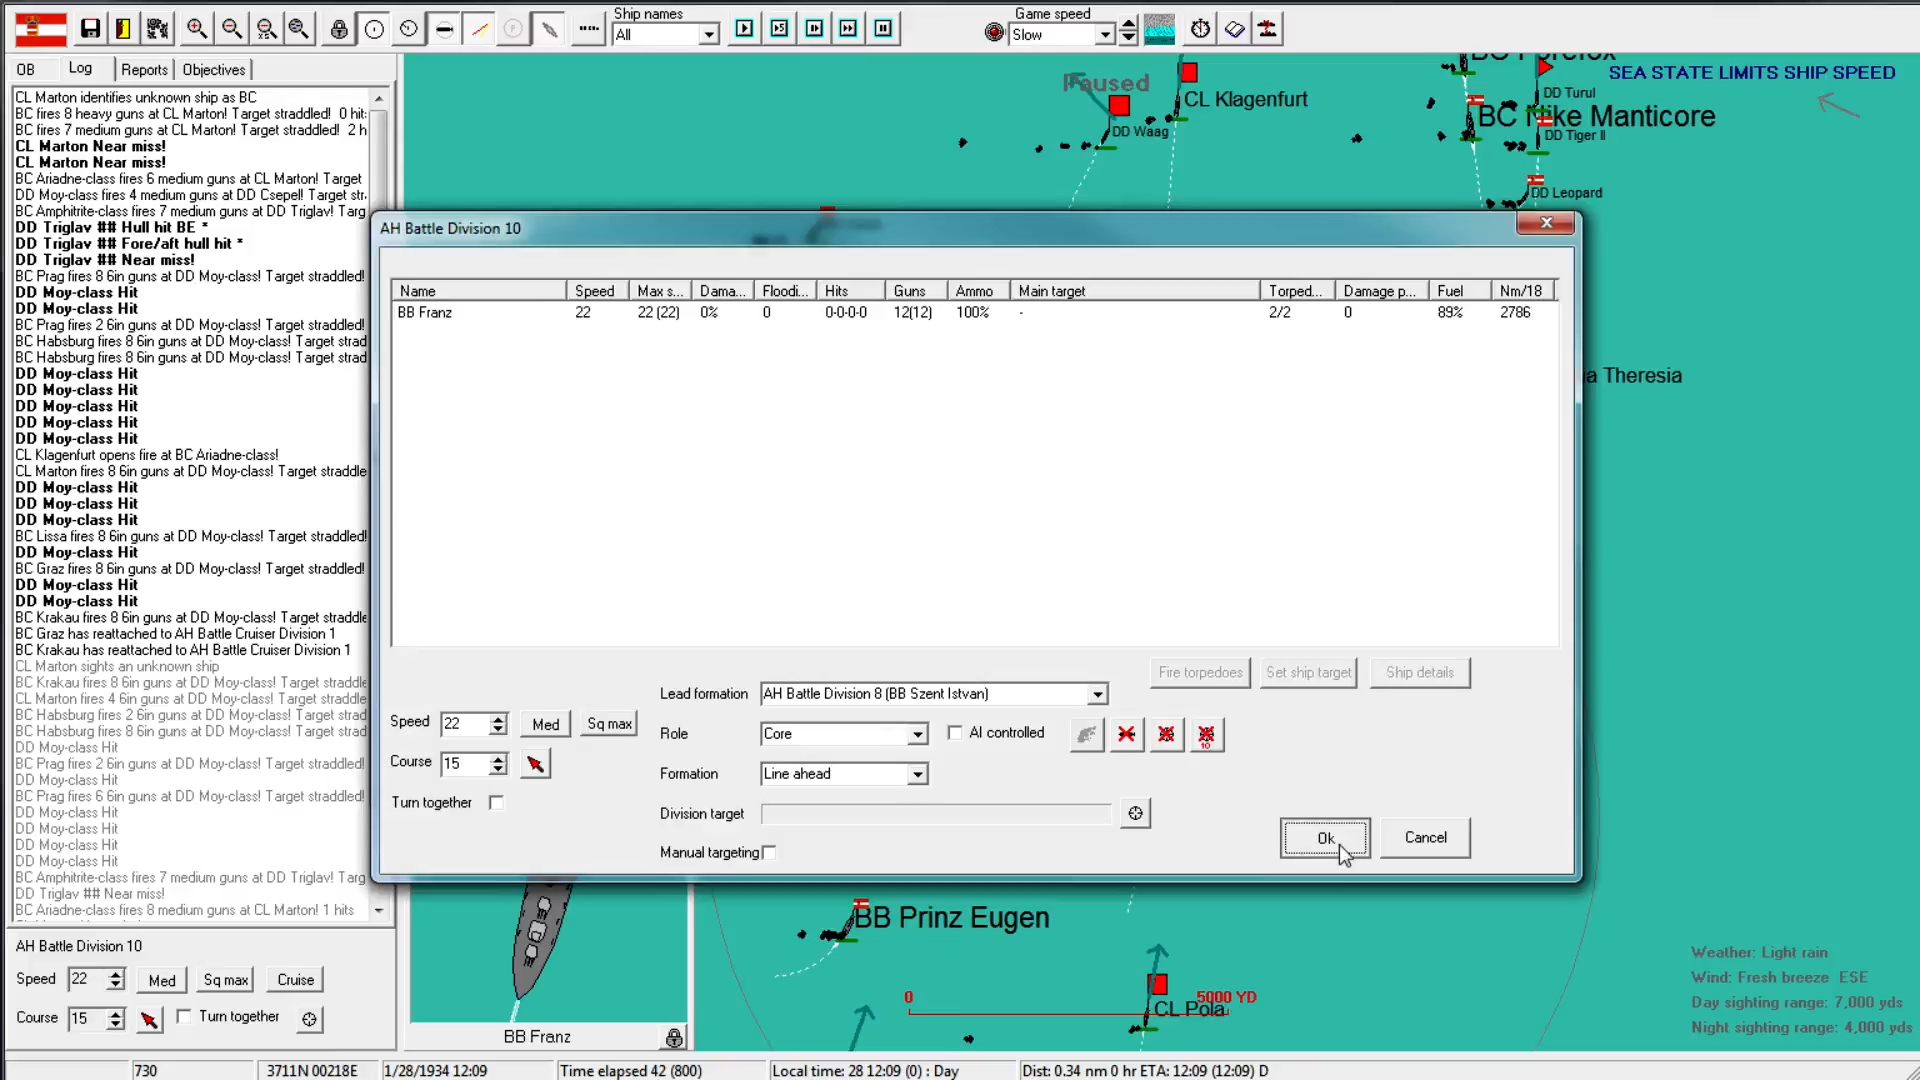 Ship names
All
Game speed
Slow
OB
Log
Reports
Objectives
CL Marton identifies unknown ship as BC
BC fires 8 heavy guns at CL Marton! Target straddled! 0 hit:
BC fires 7 medium guns at CL Marton! Target straddled! 2 h
CL Marton Near miss!
CL Marton Near miss!
BC Ariadne-class fires 6 medium guns at CL Marton! Target
DD Moy-class fires 4 medium guns at DD Csepel! Target str.
BC Amphitrite-class fires 7 medium guns at DD Triglav! Targ
DD Triglav ## Hull hit BE *
DD Triglav ## Fore/aft hull hit *
DD Triglav ## Near miss!
BC Prag fires 8 6in guns at DD Moy-class! Target straddled!
DD Moy-class Hit
DD Moy-class Hit
BC Prag fires 2 6in guns at DD Moy-class! Target straddled!
BC Habsburg fires 8 6in guns at DD Moy-class! Target strad
BC Habsburg fires 8 6in guns at DD Moy-class! Target strad
DD Moy-class Hit
DD Moy-class Hit
DD Moy-class Hit
DD Moy-class Hit
DD Moy-class Hit
CL Klagenfurt opens fire at BC Ariadne-class!
CL Marton fires 8 6in guns at DD Moy-class! Target straddle
DD Moy-class Hit
DD Moy-class Hit
DD Moy-class Hit
BC Lissa fires 8 6in guns at DD Moy-class! Target straddled!
DD Moy-class Hit
BC Graz fires 8 6in guns at DD Moy-class! Target straddled!
DD Moy-class Hit
DD Moy-class Hit
BC Krakau fires 8 6in guns at DD Moy-class! Target straddle
BC Graz has reattached to AH Battle Cruiser Division 1
BC Krakau has reattached to AH Battle Cruiser Division 1
CL Marton sights an unknown ship
BC Krakau fires 8 6in guns at DD Moy-class! Target straddle
CL Marton fires 4 6in guns at DD Moy-class! Target straddle
BC Habsburg fires 2 6in guns at DD Moy-class! Target strad
BC Habsburg fires 8 6in guns at DD Moy-class! Target strad
DD Moy-class Hit
BC Prag fires 2 6in guns at DD Moy-class! Target straddled!
DD Moy-class Hit
BC Prag fires 6 6in guns at DD Moy-class! Target straddled!
DD Moy-class Hit
DD Moy-class Hit
DD Moy-class Hit
DD Moy-class Hit
BC Amphitrite-class fires 7 medium guns at DD Triglav! Targ
DD Triglav ## Near miss!
BC Ariadne-class fires 8 medium guns at CL Marton! 1 hits
Paused
CL Klagenfurt
DD Waag
SEA STATE LIMITS SHIP SPEED
DD Turul
BC Nike Manticore
DD Tiger II
DD Leopard
ia Theresia
AH Battle Division 10
Name Speed Max s... Dama... Floodi... Hits Guns Ammo Main target Torped... Damage p... Fuel Nm/18
BB Franz 22 22 (22) 0% 0 0-0-0-0 12(12) 100% - 2/2 0 89% 2786
Fire torpedoes
Set ship target
Ship details
Lead formation AH Battle Division 8 (BB Szent Istvan)
Speed 22 Med Sq max
Role Core AI controlled
10
Course 15
Formation Line ahead
Turn together
Division target
Manual targeting
Ok
Cancel
BB Prinz Eugen
0 5000 YD
CL Pola
BB Franz
Weather: Light rain
Wind: Fresh breeze ESE
Day sighting range: 7,000 yds
Night sighting range: 4,000 yds
AH Battle Division 10
Speed 22 Med Sq max Cruise
Course 15 Turn together
730 3711N 00218E 1/28/1934 12:09 Time elapsed 42 (800) Local time: 28 12:09 (0) : Day Dist: 0.34 nm 0 hr ETA: 12:09 (12:09) D